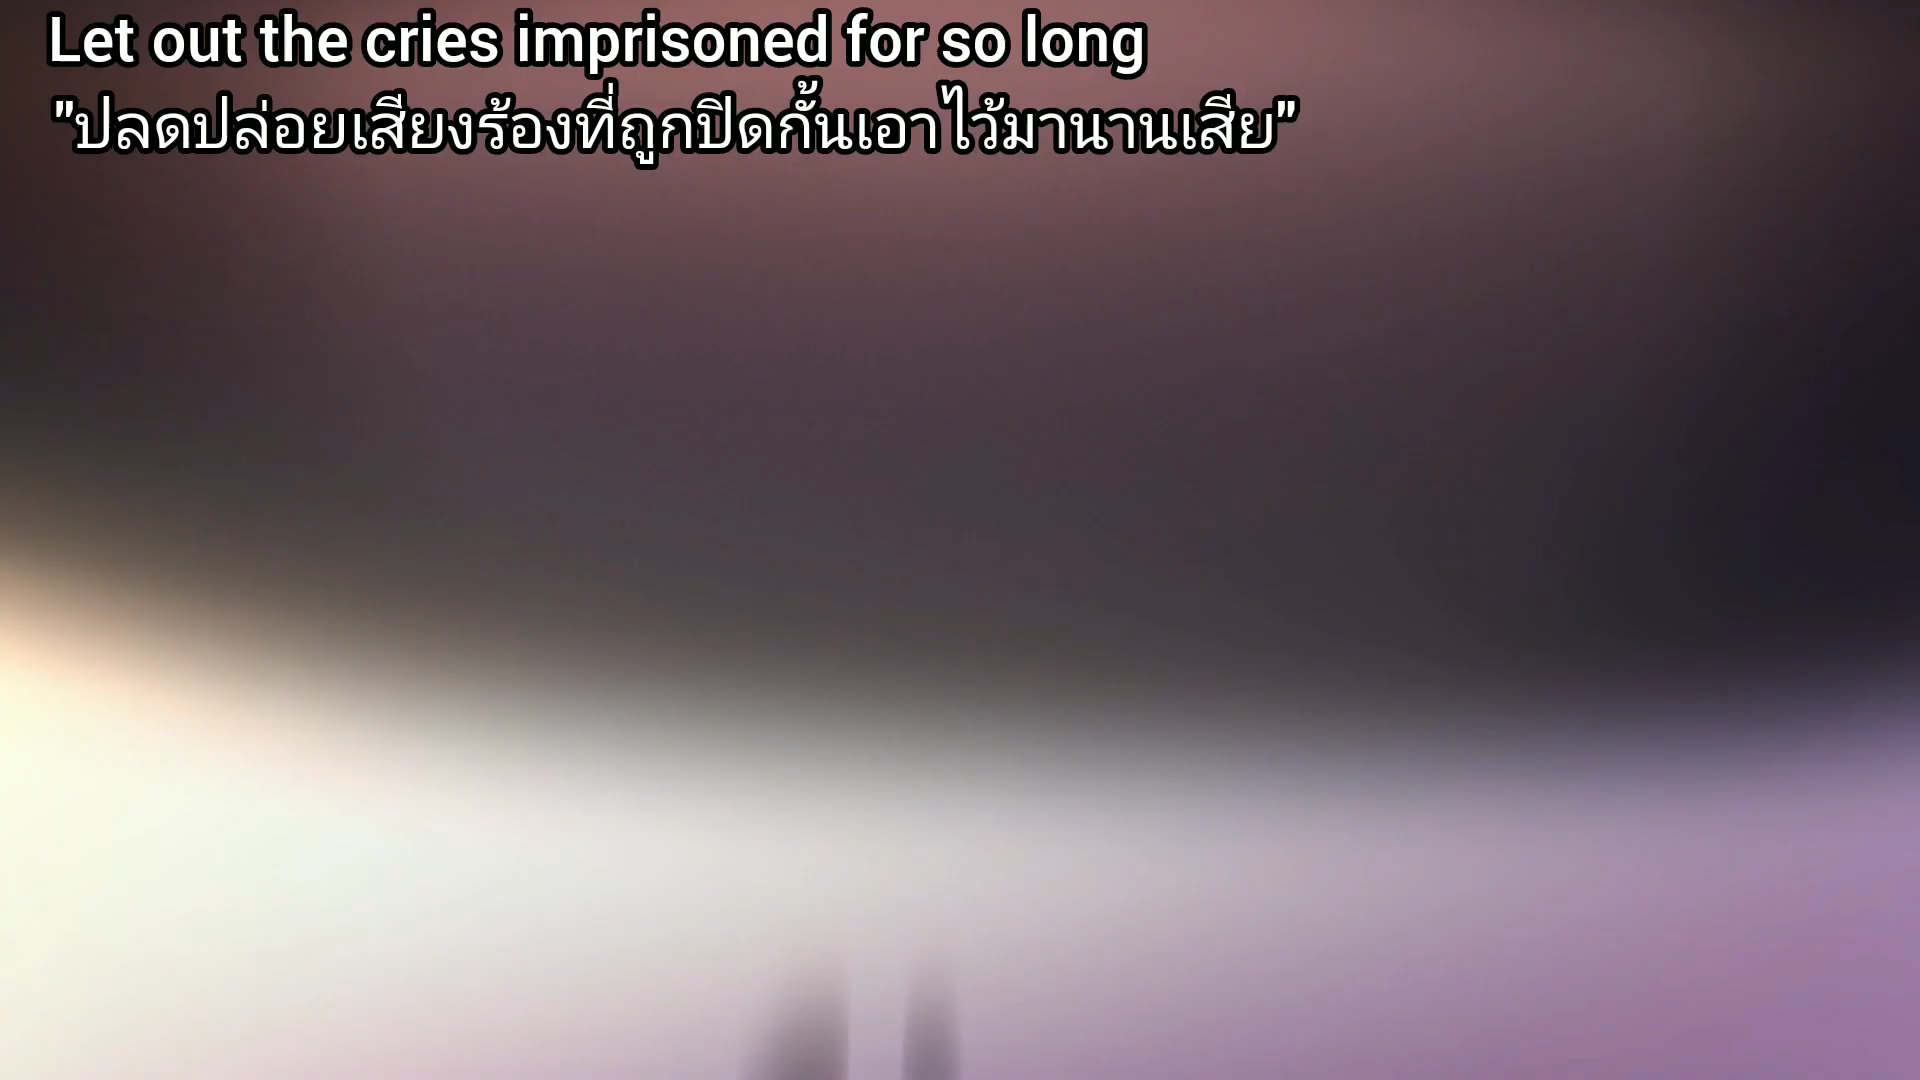 Let out the cries imprisoned for so long
"ปลดปล่อยเสียงร้องที่ถูกปิดกั้นเอาไว้มานานเสีย"